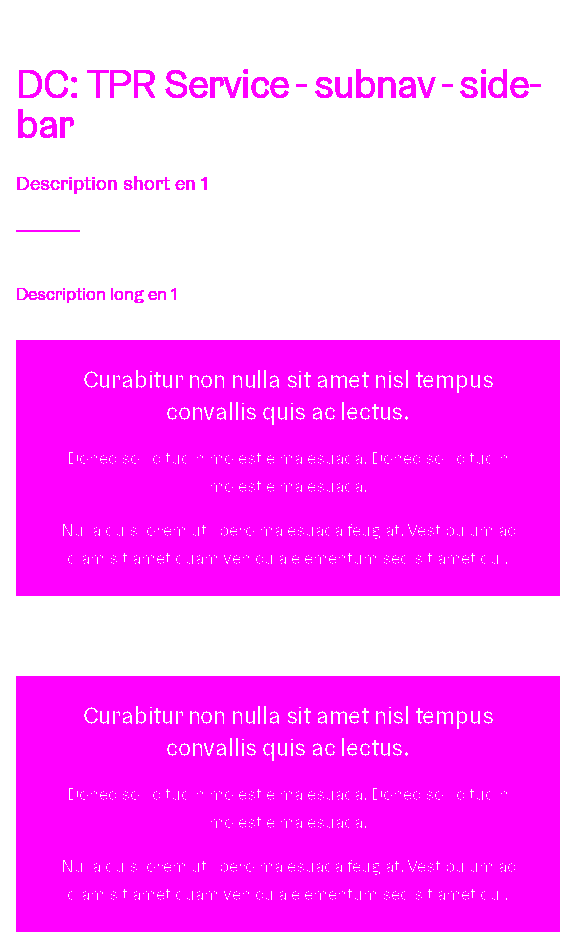 DC: TPR Service - subnav - side-
bar
Description short en 1
Description long en 1
Curabitur non nulla sit amet nisl tempus
convallis quis ac lectus.
Donec sollicitudin molestie malesuada. Donec sollicitudin
molestie malesuada.
Nulla quis lorem ut libero malesuada feugiat. Vestibulum ac
diam sit amet quam vehicula elementum sed sit amet dui.
Curabitur non nulla sit amet nisl tempus
convallis quis ac lectus.
Donec sollicitudin molestie malesuada. Donec sollicitudin
molestie malesuada.
Nulla quis lorem ut libero malesuada feugiat. Vestibulum ac
diam sit amet quam vehicula elementum sed sit amet dui.